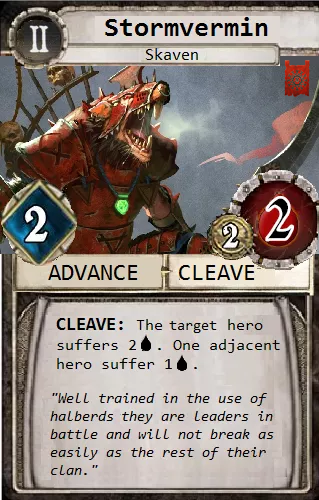 II
Stormvermin
Skaven
2
2
2
ADVANCE
CLEAVE
CLEAVE: The target hero
suffers 2. One adjacent
hero suffer 1.
"Well trained in the use of
halberds they are leaders in
battle and will not break as
easily as the rest of their
clan."